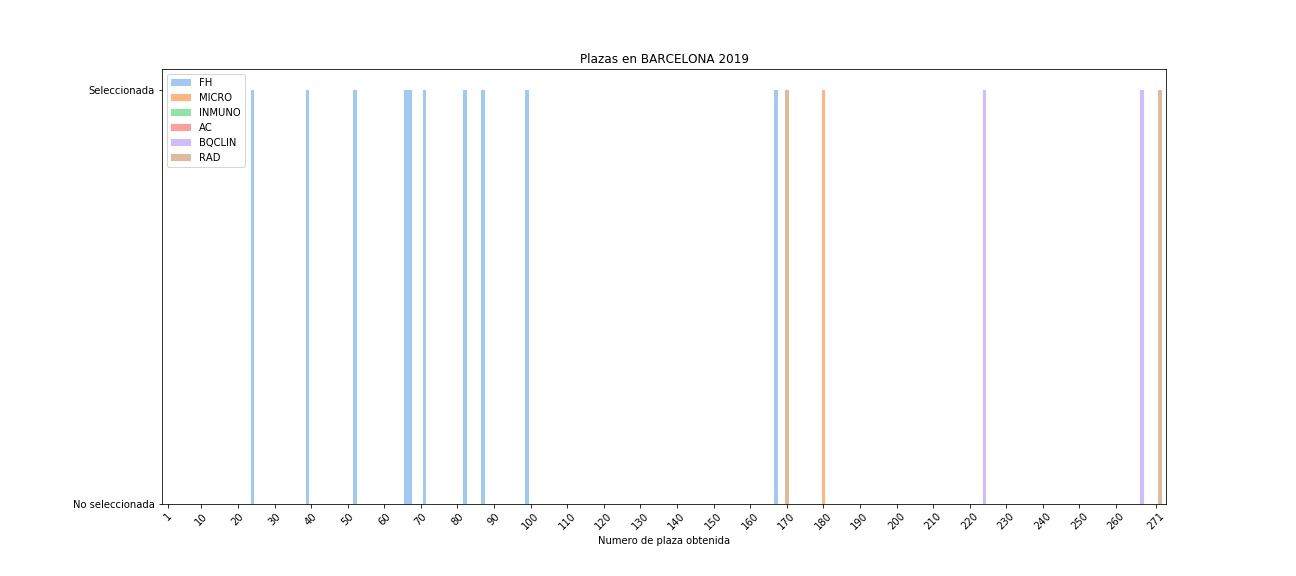 Plazas en BARCELONA 2019
Seleccionada
No seleccionada
FH
MICRO
INMUNO
AC
BQCLIN
RAD
1 10 20 30 40 50 60 70 80 90 100 110 120 130 140 150 160 170 180 190 200 210 220 230 240 250 260 271
Numero de plaza obtenida